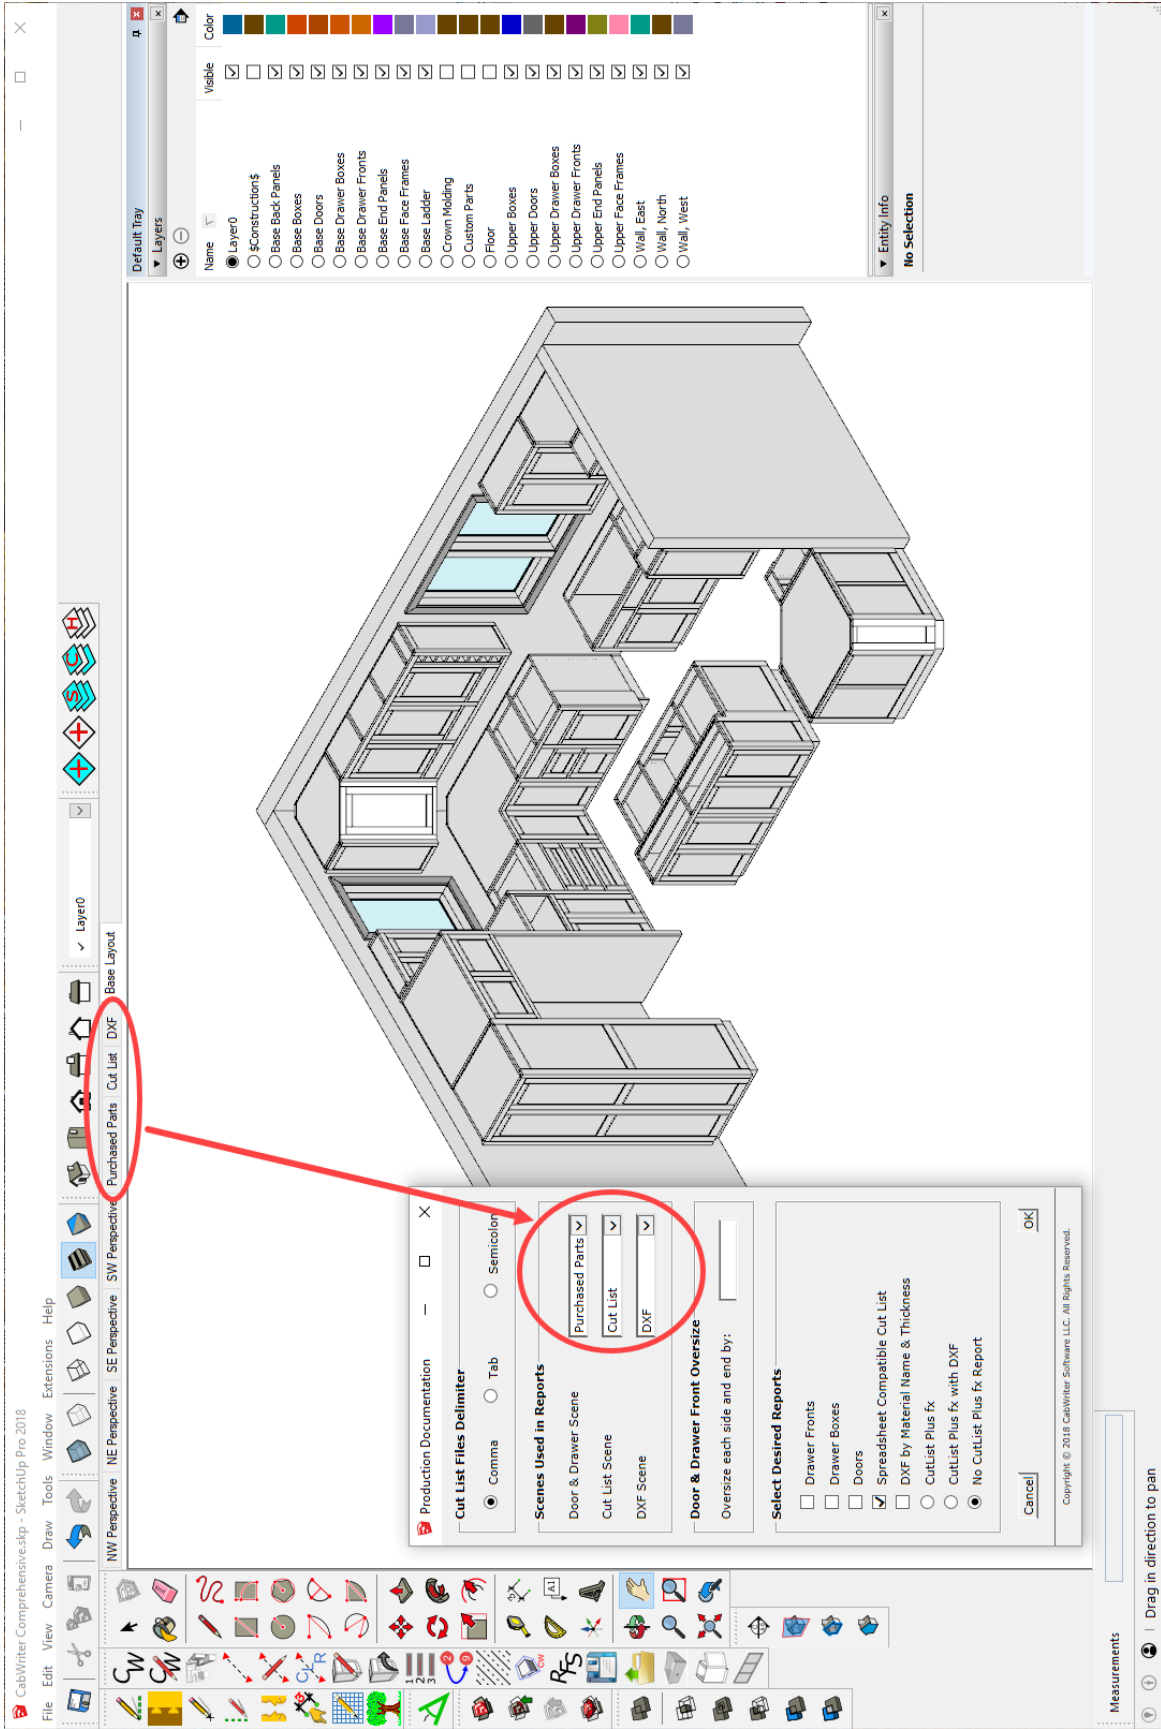 CabWriter Comprehensive.skp - SketchUp Pro 2018
File Edit View Camera Draw Tools Window Extensions Help
✓ Layer0
NW Perspective NE Perspective SE Perspective SW Perspective Purchased Parts Cut List DXF Base Layout
Default Tray
▼ Layers
Name Visible Color
Layer0
$Construction$
Base Back Panels
Base Boxes
Base Doors
Base Drawer Boxes
Base Drawer Fronts
Base End Panels
Base Face Frames
Base Ladder
Crown Molding
Custom Parts
Floor
Upper Boxes
Upper Doors
Upper Drawer Boxes
Upper Drawer Fronts
Upper End Panels
Upper Face Frames
Wall, East
Wall, North
Wall, West
▼ Entity Info
No Selection
Production Documentation
Cut List Files Delimiter
Comma Tab Semicolon
Scenes Used in Reports
Door & Drawer Scene Purchased Parts
Cut List Scene Cut List
DXF Scene DXF
Door & Drawer Front Oversize
Oversize each side and end by:
Select Desired Reports
Drawer Fronts
Drawer Boxes
Doors
Spreadsheet Compatible Cut List
DXF by Material Name & Thickness
CutList Plus fx
CutList Plus fx with DXF
No CutList Plus fx Report
Cancel OK
Copyright © 2018 CabWriter Software LLC. All Rights Reserved.
Measurements
Drag in direction to pan